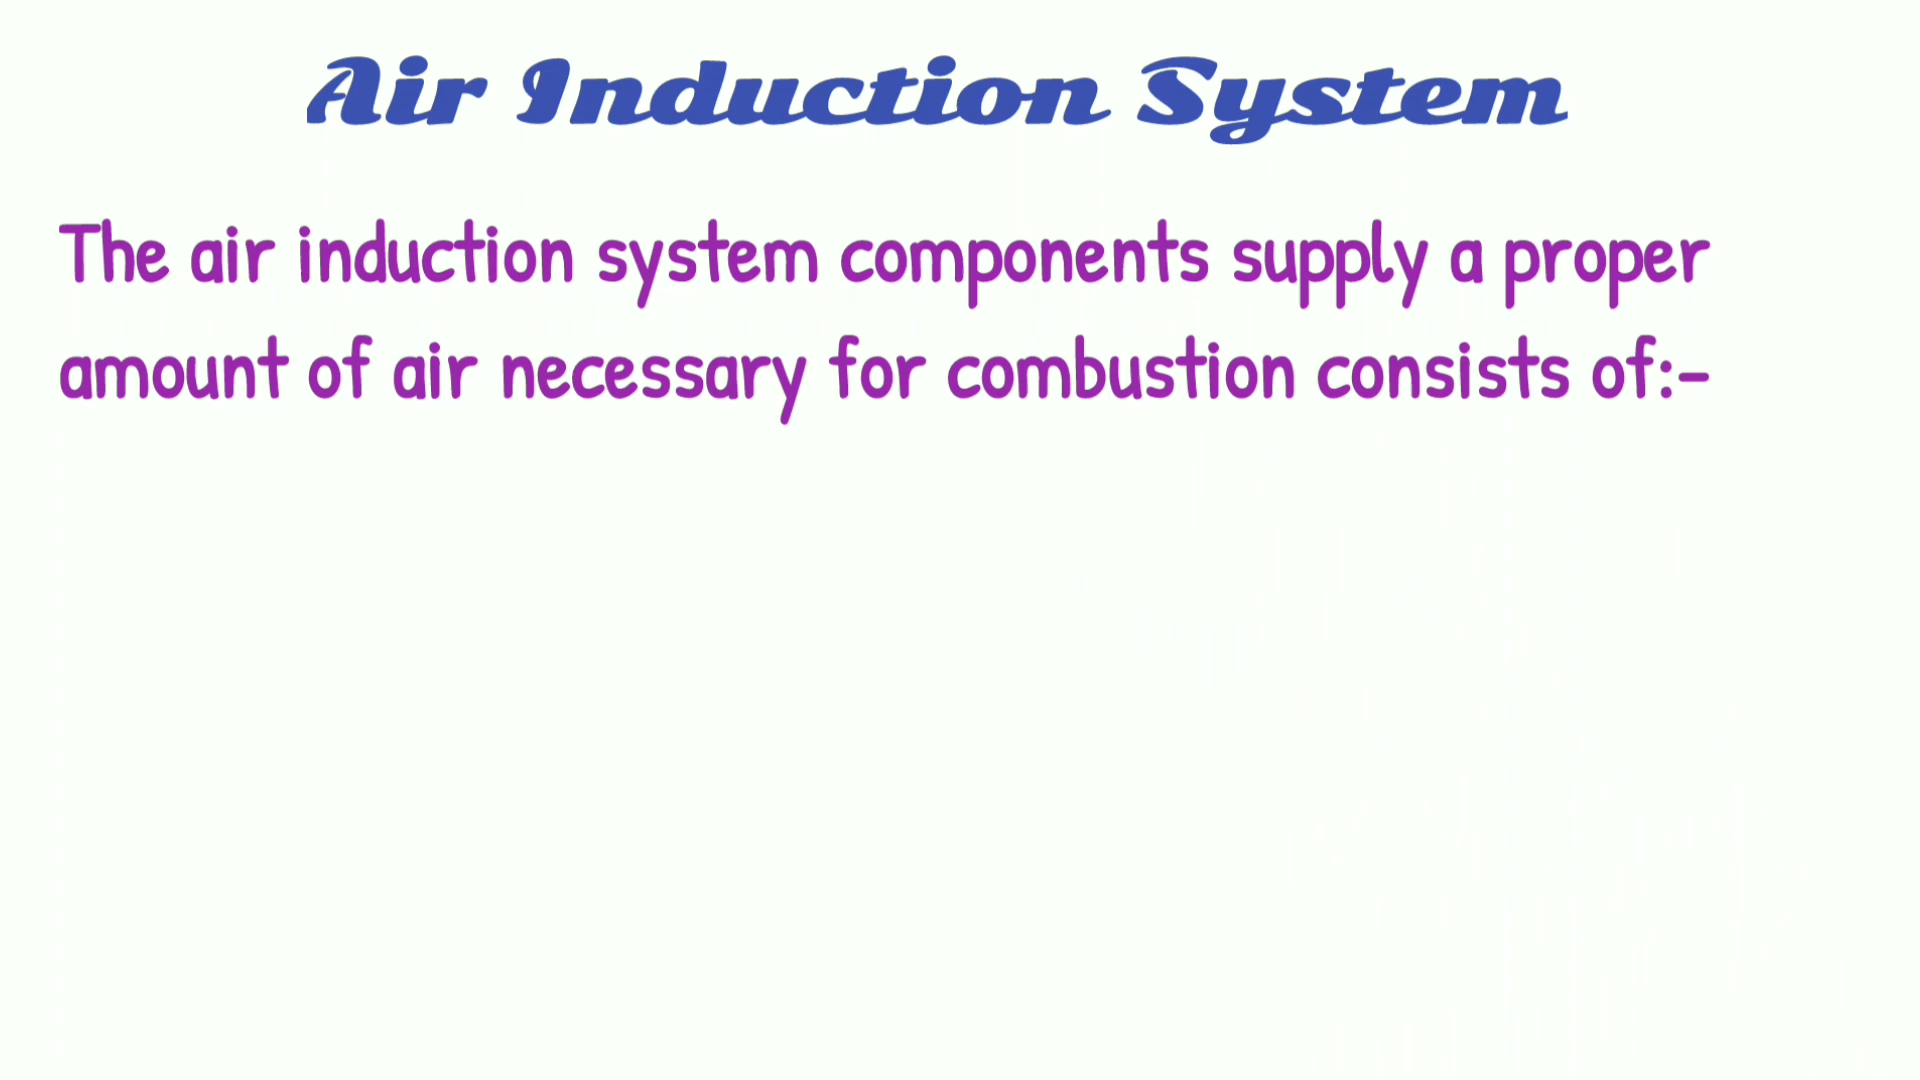 Air Induction System
The air induction system components supply a proper
amount of air necessary for combustion consists of:-